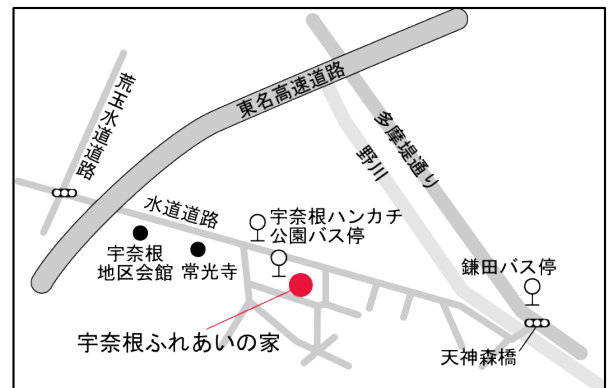 荒玉水道道路
東名高速道路
多摩堤通り
野川
水道道路
宇奈根ハンカチ
公園バス停
宇奈根
地区会館
常光寺
鎌田バス停
宇奈根ふれあいの家
天神森橋